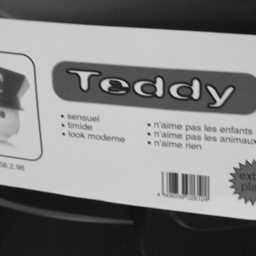 Teddy
• sensuel
• timide
• look moderne
• n'aime pas les enfants
• n'aime pas les animaux
• n'aime rien